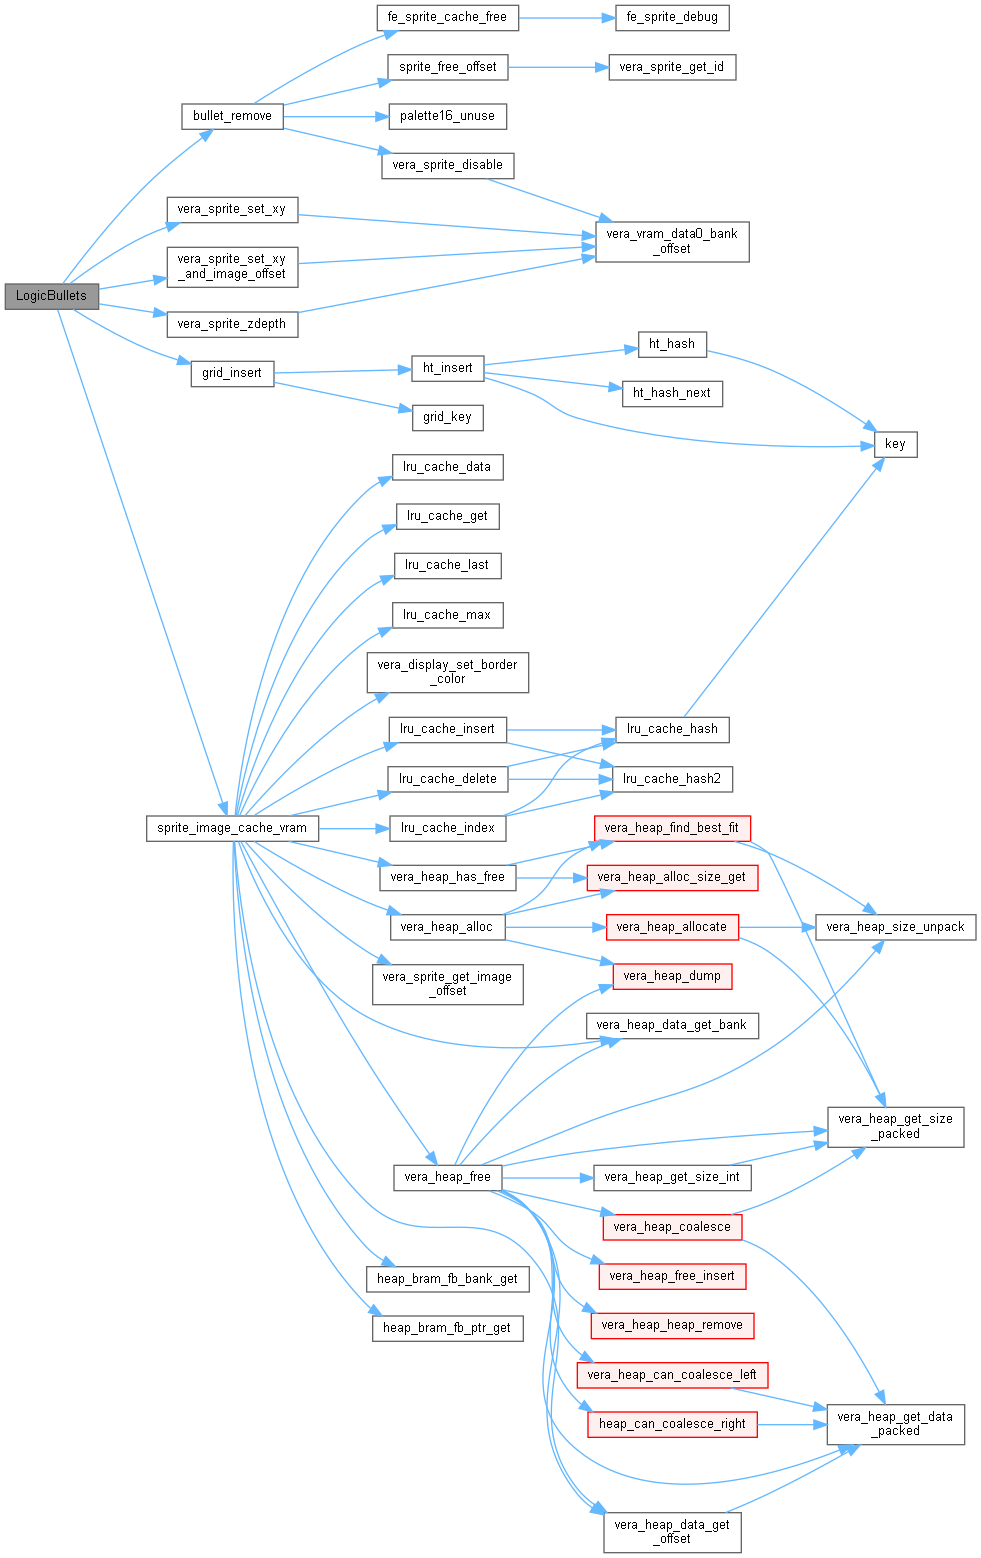 fe_sprite_cache_free
fe_sprite_debug
sprite_free_offset
vera_sprite_get_id
bullet_remove
palette16_unuse
vera_sprite_disable
vera_sprite_set_xy
vera_vram_data0_bank
_offset
vera_sprite_set_xy
_and_image_offset
LogicBullets
vera_sprite_zdepth
ht_hash
grid_insert
ht_insert
ht_hash_next
grid_key
key
lru_cache_data
lru_cache_get
lru_cache_last
lru_cache_max
vera_display_set_border
_color
lru_cache_insert
lru_cache_hash
lru_cache_delete
lru_cache_hash2
sprite_image_cache_vram
lru_cache_index
vera_heap_find_best_fit
vera_heap_has_free
vera_heap_alloc_size_get
vera_heap_alloc
vera_heap_allocate
vera_heap_size_unpack
vera_sprite_get_image
_offset
vera_heap_dump
vera_heap_data_get_bank
vera_heap_get_size
_packed
vera_heap_free
vera_heap_get_size_int
vera_heap_coalesce
heap_bram_fb_bank_get
vera_heap_free_insert
heap_bram_fb_ptr_get
vera_heap_heap_remove
vera_heap_can_coalesce_left
heap_can_coalesce_right
vera_heap_get_data
_packed
vera_heap_data_get
_offset